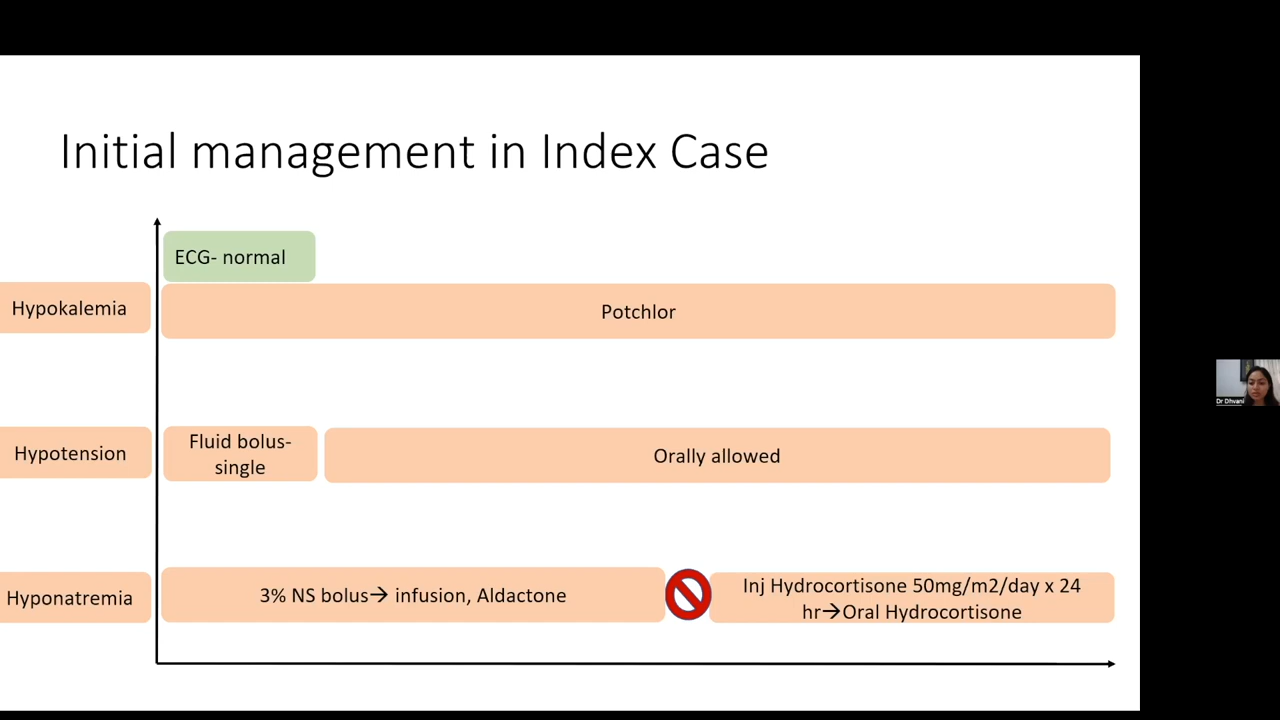 Initial management in Index Case
ECG- normal
Hypokalemia
Potchlor
Hypotension
Fluid bolus-
single
Orally allowed
Hyponatremia
3% NS bolus→ infusion, Aldactone
Inj Hydrocortisone 50mg/m2/day x 24
hr→Oral Hydrocortisone
Dr Dhvani